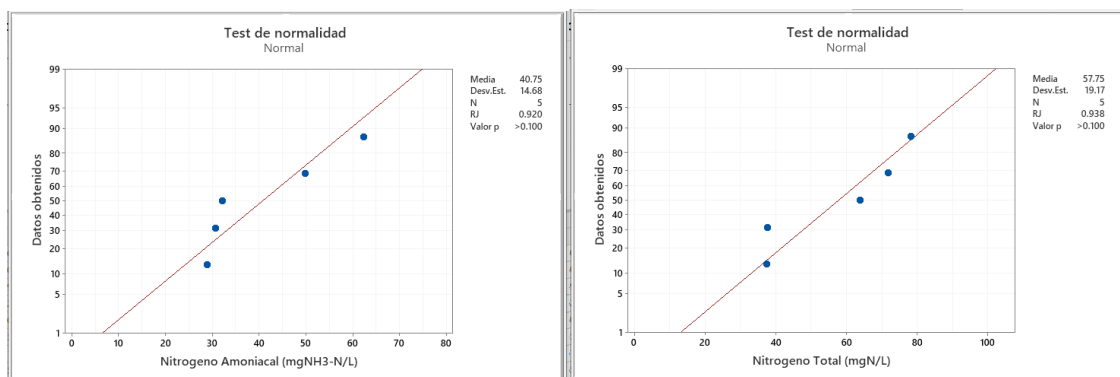 Test de normalidad
Normal
99
95
90
80
70
60
50
40
30
20
10
5
1
Datos obtenidos
0 10 20 30 40 50 60 70 80
Nitrogeno Amoniacal (mgNH3-N/L)
Media 40.75
Desv.Est. 14.68
N 5
RJ 0.920
Valor p >0.100
Test de normalidad
Normal
99
95
90
80
70
60
50
40
30
20
10
5
1
Datos obtenidos
0 20 40 60 80 100
Nitrogeno Total (mgN/L)
Media 57.75
Desv.Est. 19.17
N 5
RJ 0.938
Valor p >0.100